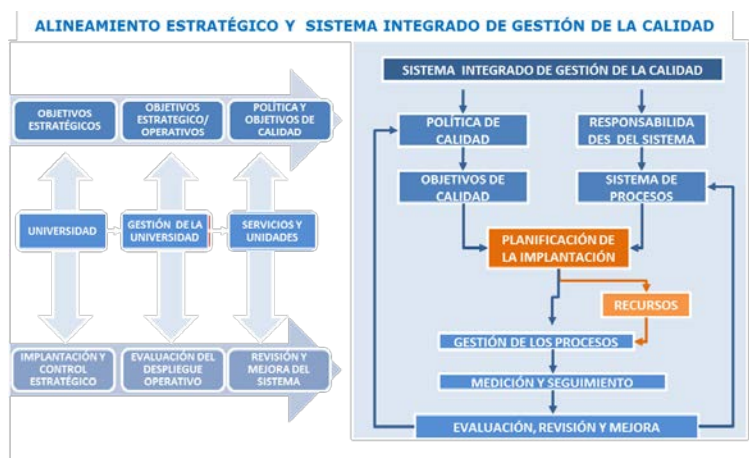 ALINEAMIENTO ESTRATÉGICO Y SISTEMA INTEGRADO DE GESTIÓN DE LA CALIDAD
OBJETIVOS
ESTRATÉGICOS
OBJETIVOS
ESTRATEGICO/
OPERATIVOS
POLÍTICA Y
OBJETIVOS DE
CALIDAD
UNIVERSIDAD
GESTIÓN DE LA
UNIVERSIDAD
SERVICIOS Y
UNIDADES
IMPLANTACIÓN Y
CONTROL
ESTRATÉGICO
EVALUACIÓN DEL
DESPLIEGUE
OPERATIVO
REVISIÓN Y
MEJORA DEL
SISTEMA
SISTEMA INTEGRADO DE GESTIÓN DE LA CALIDAD
POLÍTICA DE
CALIDAD
RESPONSABILIDA
DES DEL SISTEMA
OBJETIVOS DE
CALIDAD
SISTEMA DE
PROCESOS
PLANIFICACIÓN DE
LA IMPLANTACIÓN
RECURSOS
GESTIÓN DE LOS PROCESOS
MEDICIÓN Y SEGUIMIENTO
EVALUACIÓN, REVISIÓN Y MEJORA